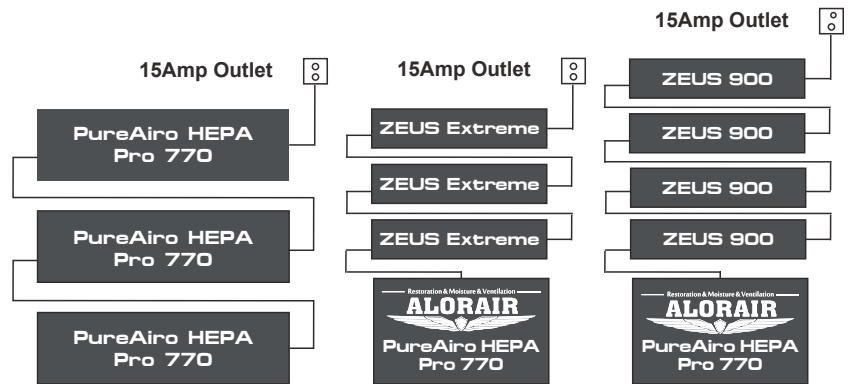 15Amp Outlet
PureAiro HEPA
Pro 770
PureAiro HEPA
Pro 770
PureAiro HEPA
Pro 770
15Amp Outlet
ZEUS Extreme
ZEUS Extreme
ZEUS Extreme
Restoration & Moisture & Ventilation
ALORAIR
PureAiro HEPA
Pro 770
15Amp Outlet
ZEUS 900
ZEUS 900
ZEUS 900
ZEUS 900
Restoration & Moisture & Ventilation
ALORAIR
PureAiro HEPA
Pro 770